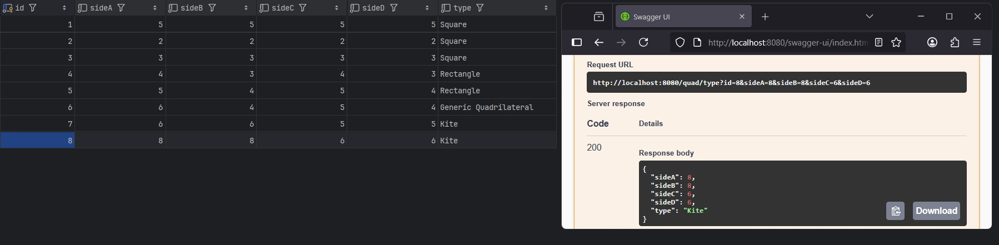 id sideA sideB sideC sideD type
1 5 5 5 5 Square
2 2 2 2 2 Square
3 3 3 3 3 Square
4 4 3 4 3 Rectangle
5 5 4 5 4 Rectangle
6 6 4 5 4 Generic Quadrilateral
7 6 6 5 5 Kite
8 8 8 6 6 Kite
Swagger UI
http://localhost:8080/swagger-ui/index.htm
Request URL
http://localhost:8080/quad/type?id=8&sideA=8&sideB=8&sideC=6&sideD=6
Server response
Code Details
200
Response body
{
"sideA": 8,
"sideB": 8,
"sideC": 6,
"sideD": 6,
"type": "Kite"
}
Download